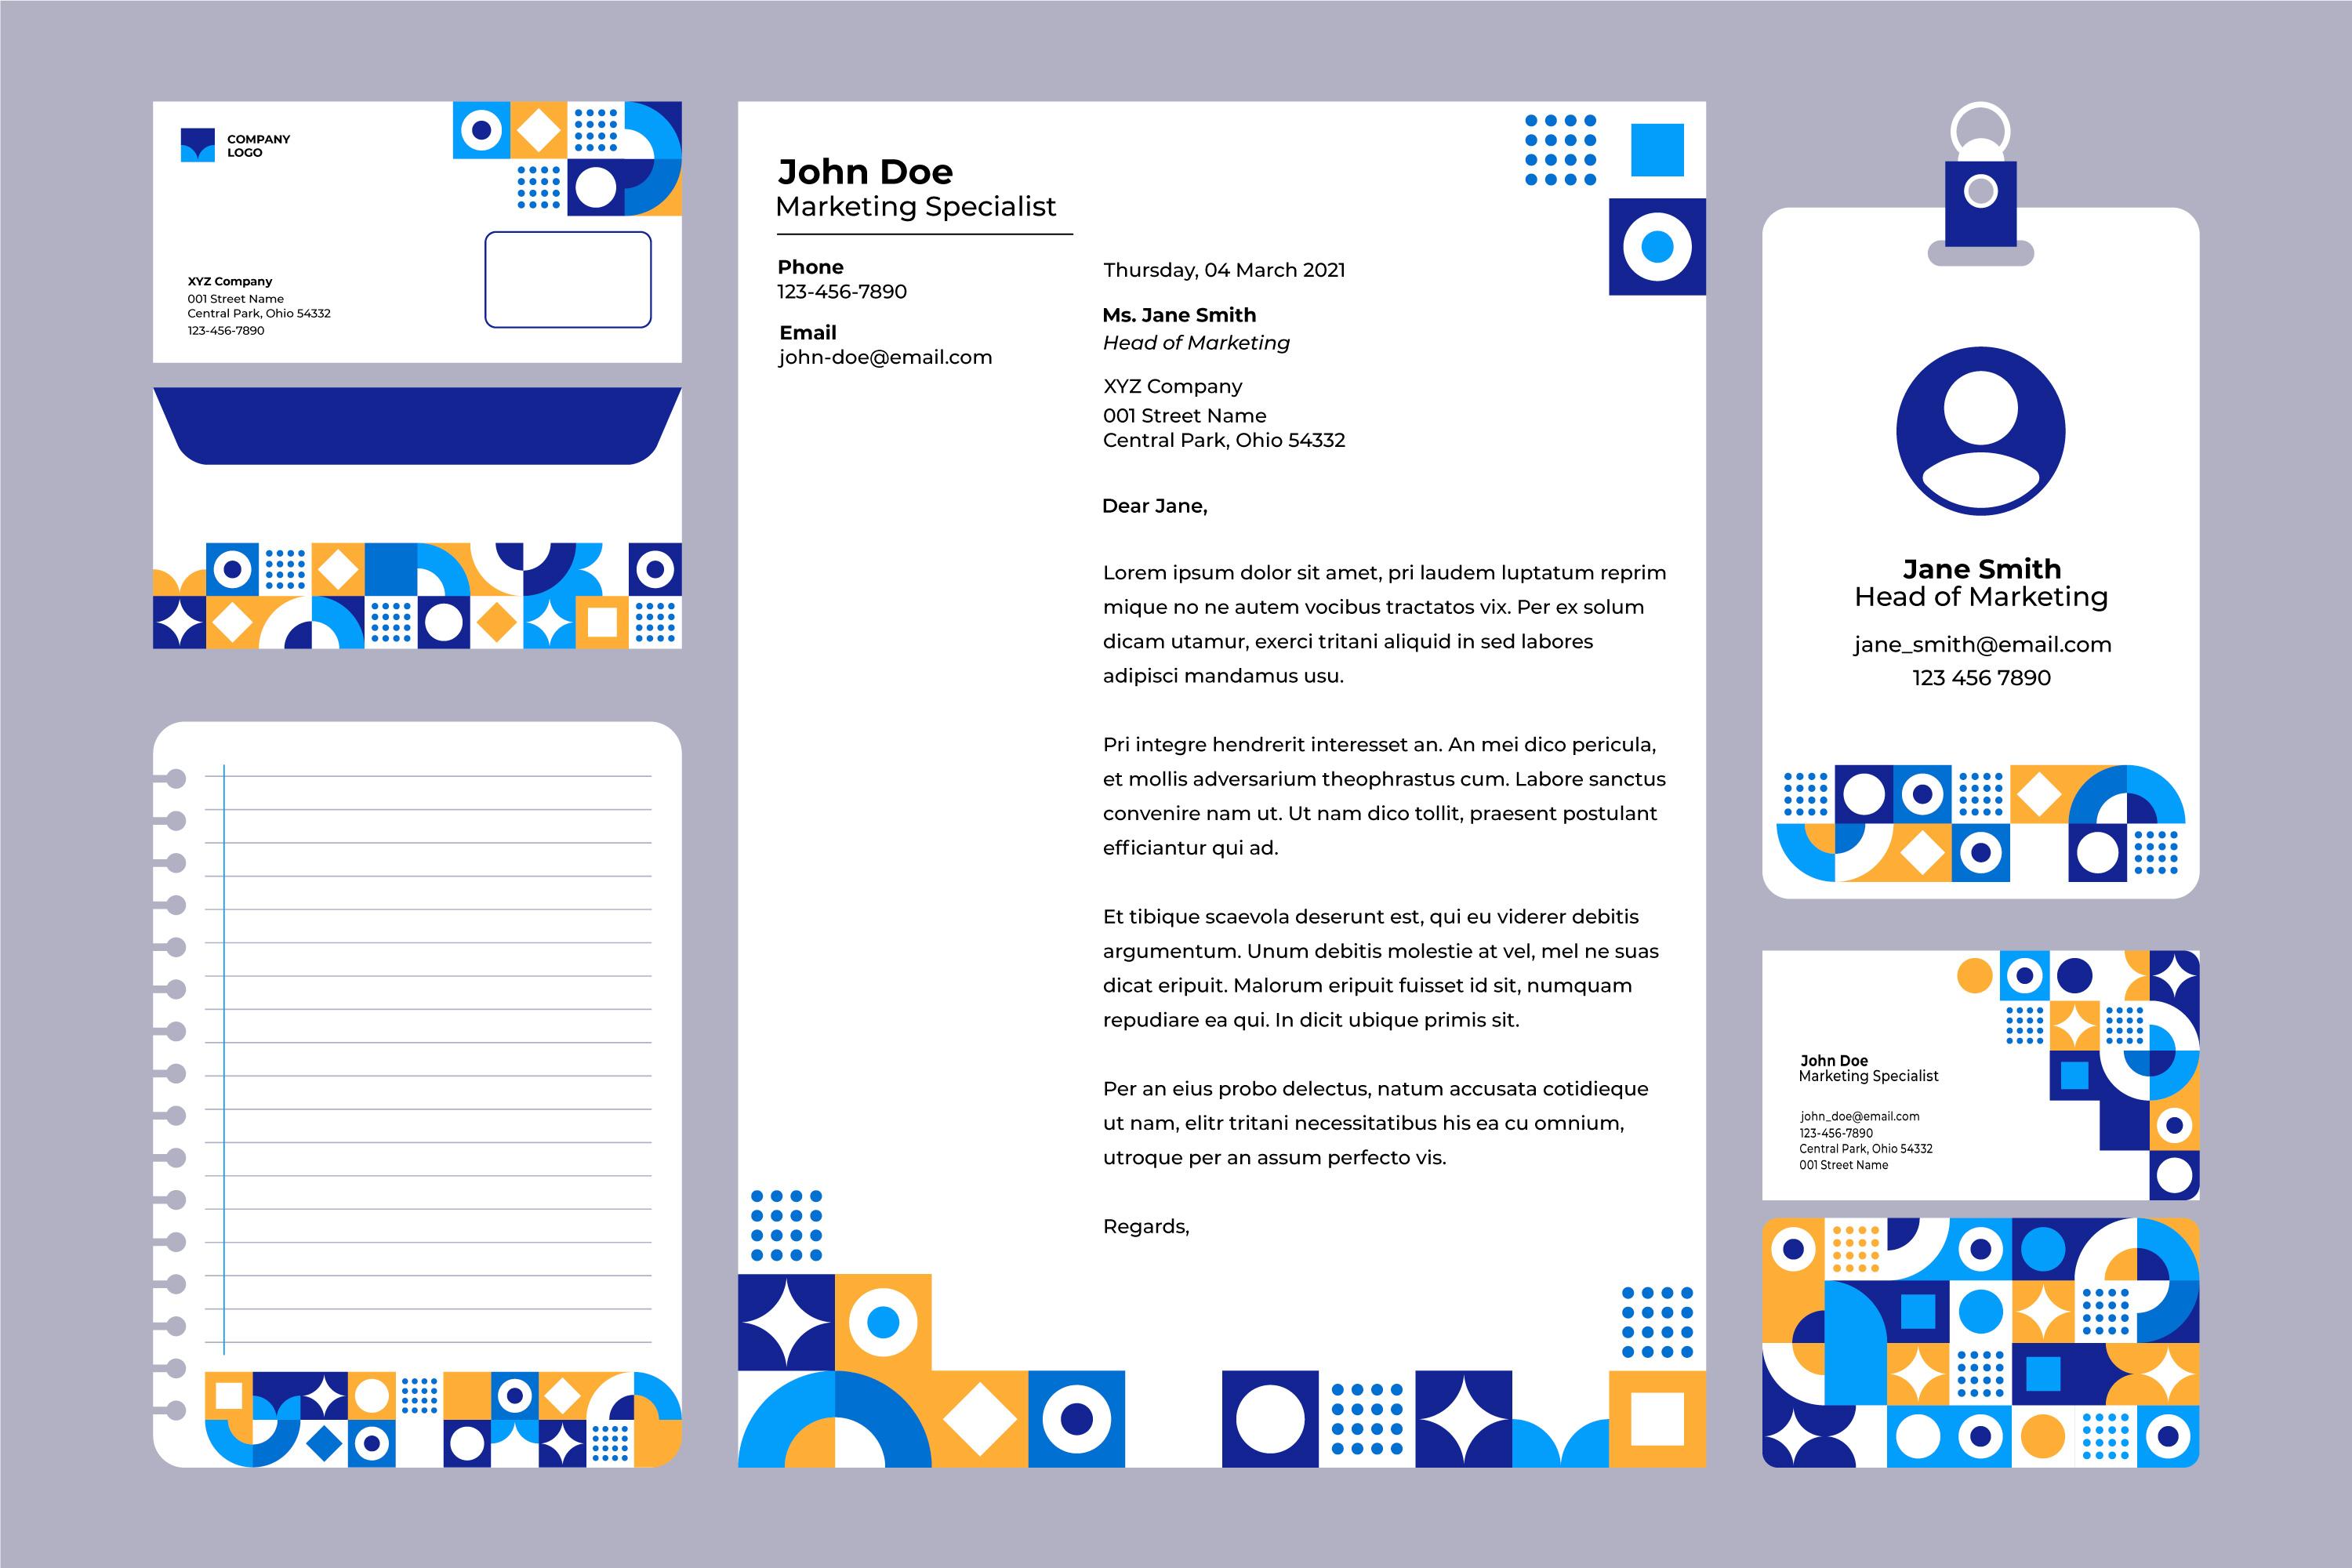 COMPANY
LOGO
XYZ Company
001 Street Name
Central Park, Ohio 54332
123-456-7890
John Doe
Marketing Specialist
Phone
123-456-7890
Email
john-doe@email.com
Thursday, 04 March 2021
Ms. Jane Smith
Head of Marketing
XYZ Company
001 Street Name
Central Park, Ohio 54332
Dear Jane,
Lorem ipsum dolor sit amet, pri laudem luptatum reprim
mique no ne autem vocibus tractatos vix. Per ex solum
dicam utamur, exerci tritani aliquid in sed labores
adipisci mandamus usu.
Pri integre hendrerit interesset an. An mei dico pericula,
et mollis adversarium theophrastus cum. Labore sanctus
convenire nam ut. Ut nam dico tollit, praesent postulant
efficiantur qui ad.
Et tibique scaevola deserunt est, qui eu viderer debitis
argumentum. Unum debitis molestie at vel, mel ne suas
dicat eripuit. Malorum eripuit fuisset id sit, numquam
repudiare ea qui. In dicit ubique primis sit.
Per an eius probo delectus, natum accusata cotidieque
ut nam, elitr tritani necessitatibus his ea cu omnium,
utroque per an assum perfecto vis.
Regards,
Jane Smith
Head of Marketing
jane_smith@email.com
123 456 7890
John Doe
Marketing Specialist
john_doe@email.com
123-456-7890
Central Park, Ohio 54332
001 Street Name